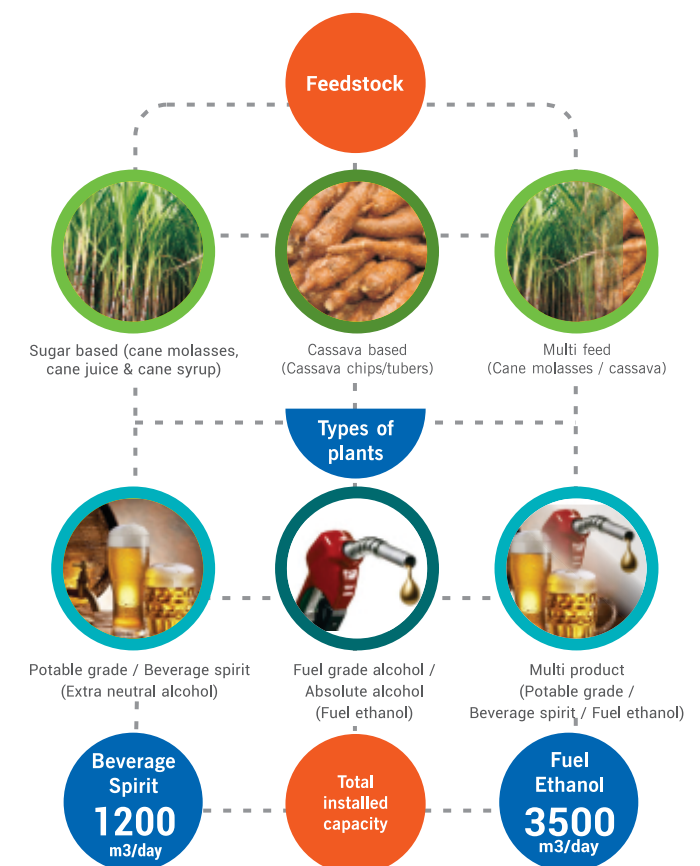 Feedstock
Sugar based (cane molasses,
cane juice & cane syrup)
Cassava based
(Cassava chips/tubers)
Multi feed
(Cane molasses / cassava)
Types of
plants
Potable grade / Beverage spirit
(Extra neutral alcohol)
Fuel grade alcohol /
Absolute alcohol
(Fuel ethanol)
Multi product
(Potable grade /
Beverage spirit / Fuel ethanol)
Beverage
Spirit
1200
m3/day
Total
installed
capacity
Fuel
Ethanol
3500
m3/day